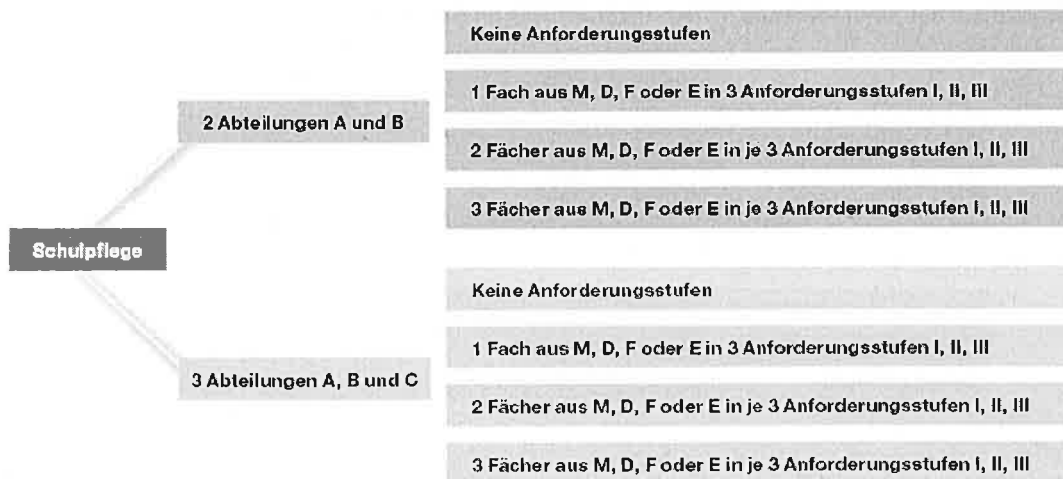 Keine Anforderungsstufen
1 Fach aus M, D, F oder E in 3 Anforderungsstufen I, II, III
2 Abteilungen A und B
2 Fächer aus M, D, F oder E in je 3 Anforderungsstufen I, II, III
3 Fächer aus M, D, F oder E in je 3 Anforderungsstufen I, II, III
Schulpflege
Keine Anforderungsstufen
1 Fach aus M, D, F oder E in 3 Anforderungsstufen I, II, III
3 Abteilungen A, B und C
2 Fächer aus M, D, F oder E in je 3 Anforderungsstufen I, II, III
3 Fächer aus M, D, F oder E in je 3 Anforderungsstufen I, II, III